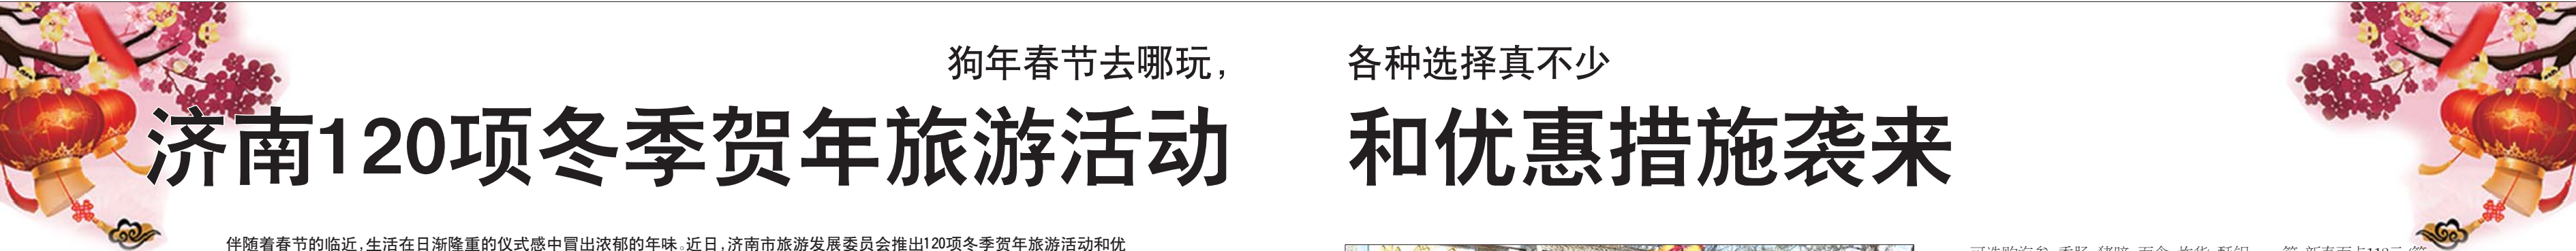 狗年春节去哪玩，各种选择真不少
济南120项冬季贺年旅游活动和优惠措施袭来
伴随着春节的临近，生活在日渐隆重的仪式感中冒出浓郁的年味。近日，济南市旅游发展委员会推出120项冬季贺年旅游活动和优